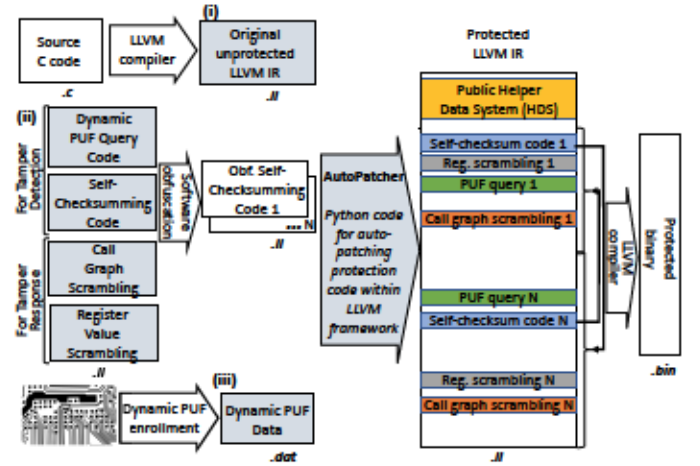 (i)
Source
C code
.c
LLVM
compiler
Original
unprotected
LLVM IR
.ll
(ii)
For Tamper
Detection
Dynamic
PUF Query
Code
Self-
Checksumming
Code
For Tamper
Response
Call
Graph
Scrambling
Register
Value
Scrambling
.ll
Software
obfuscation
Obf. Self-
Checksumming
Code 1
... N
.ll
(iii)
Dynamic PUF
enrollment
Dynamic PUF
Data
.dat
AutoPatcher
Python code
for auto-
patching
protection
code within
LLVM
framework
Protected
LLVM IR
Public Helper
Data System (HDS)
Self-checksum code 1
Reg. scrambling 1
PUF query 1
Call graph scrambling 1
PUF query N
Self-checksum code N
Reg. scrambling N
Call graph scrambling N
.ll
LLVM
compiler
Protected
binary
.bin